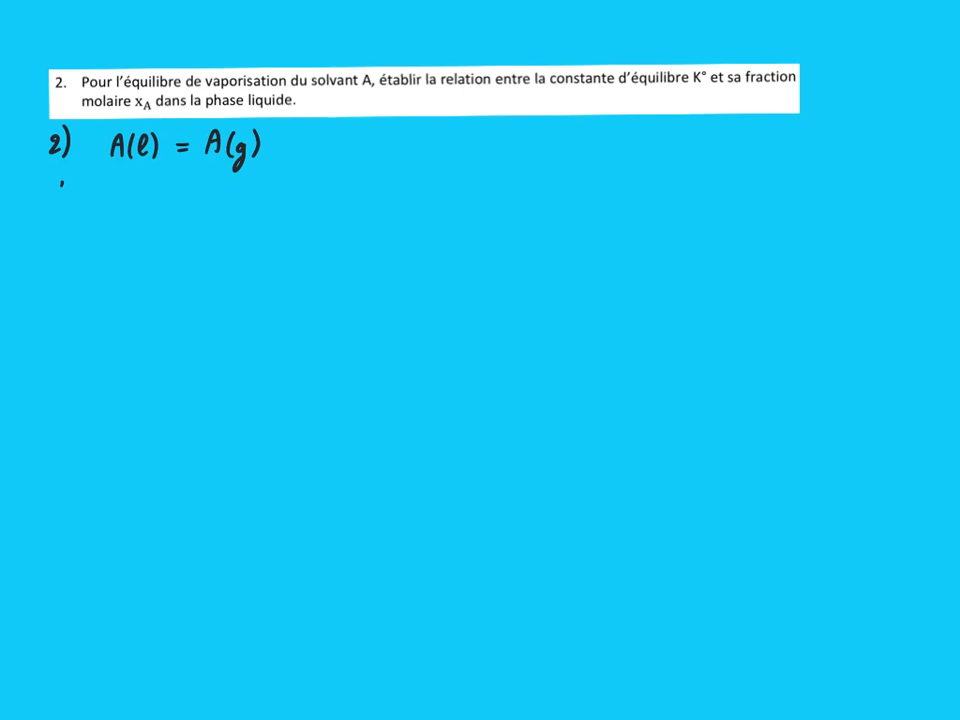 2. Pour l'équilibre de vaporisation du solvant A, établir la relation entre la constante d'équilibre K° et sa fraction
molaire x_A dans la phase liquide.
2) A(l) = A(g)